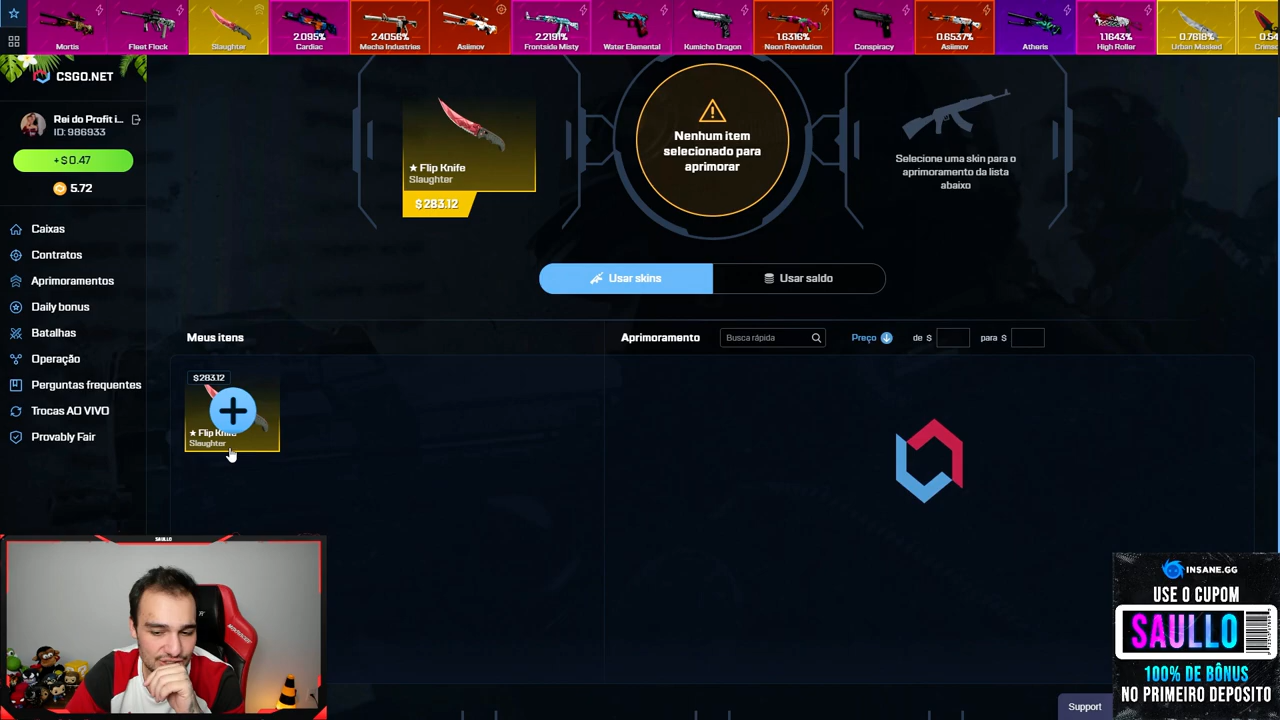 Mortis
Fleet Flock
Slaughter
2.095%
Cardiac
2.4056%
Mecha Industries
Asiimov
2.2191%
Frontside Misty
Water Elemental
Kumicho Dragon
1.6316%
Neon Revolution
Conspiracy
0.6537%
Asiimov
Atheris
1.1643%
High Roller
0.7618%
Urban Masked
CSGO.NET
Rei do Profit i...
ID: 986933
+ $ 0.47
5.72
Caixas
Contratos
Aprimoramentos
Daily bonus
Batalhas
Operação
Perguntas frequentes
Trocas AO VIVO
Provably Fair
★ Flip Knife
Slaughter
$ 283.12
Nenhum item
selecionado para
aprimorar
Selecione uma skin para o
aprimoramento da lista
abaixo
Usar skins
Usar saldo
Meus itens
Aprimoramento
Busca rápida
Preço
de $
para $
$ 283.12
★ Flip Knife
Slaughter
SAULLO
INSANE.GG
USE O CUPOM
SAULLO
100% DE BÔNUS
NO PRIMEIRO DEPOSITO
Support